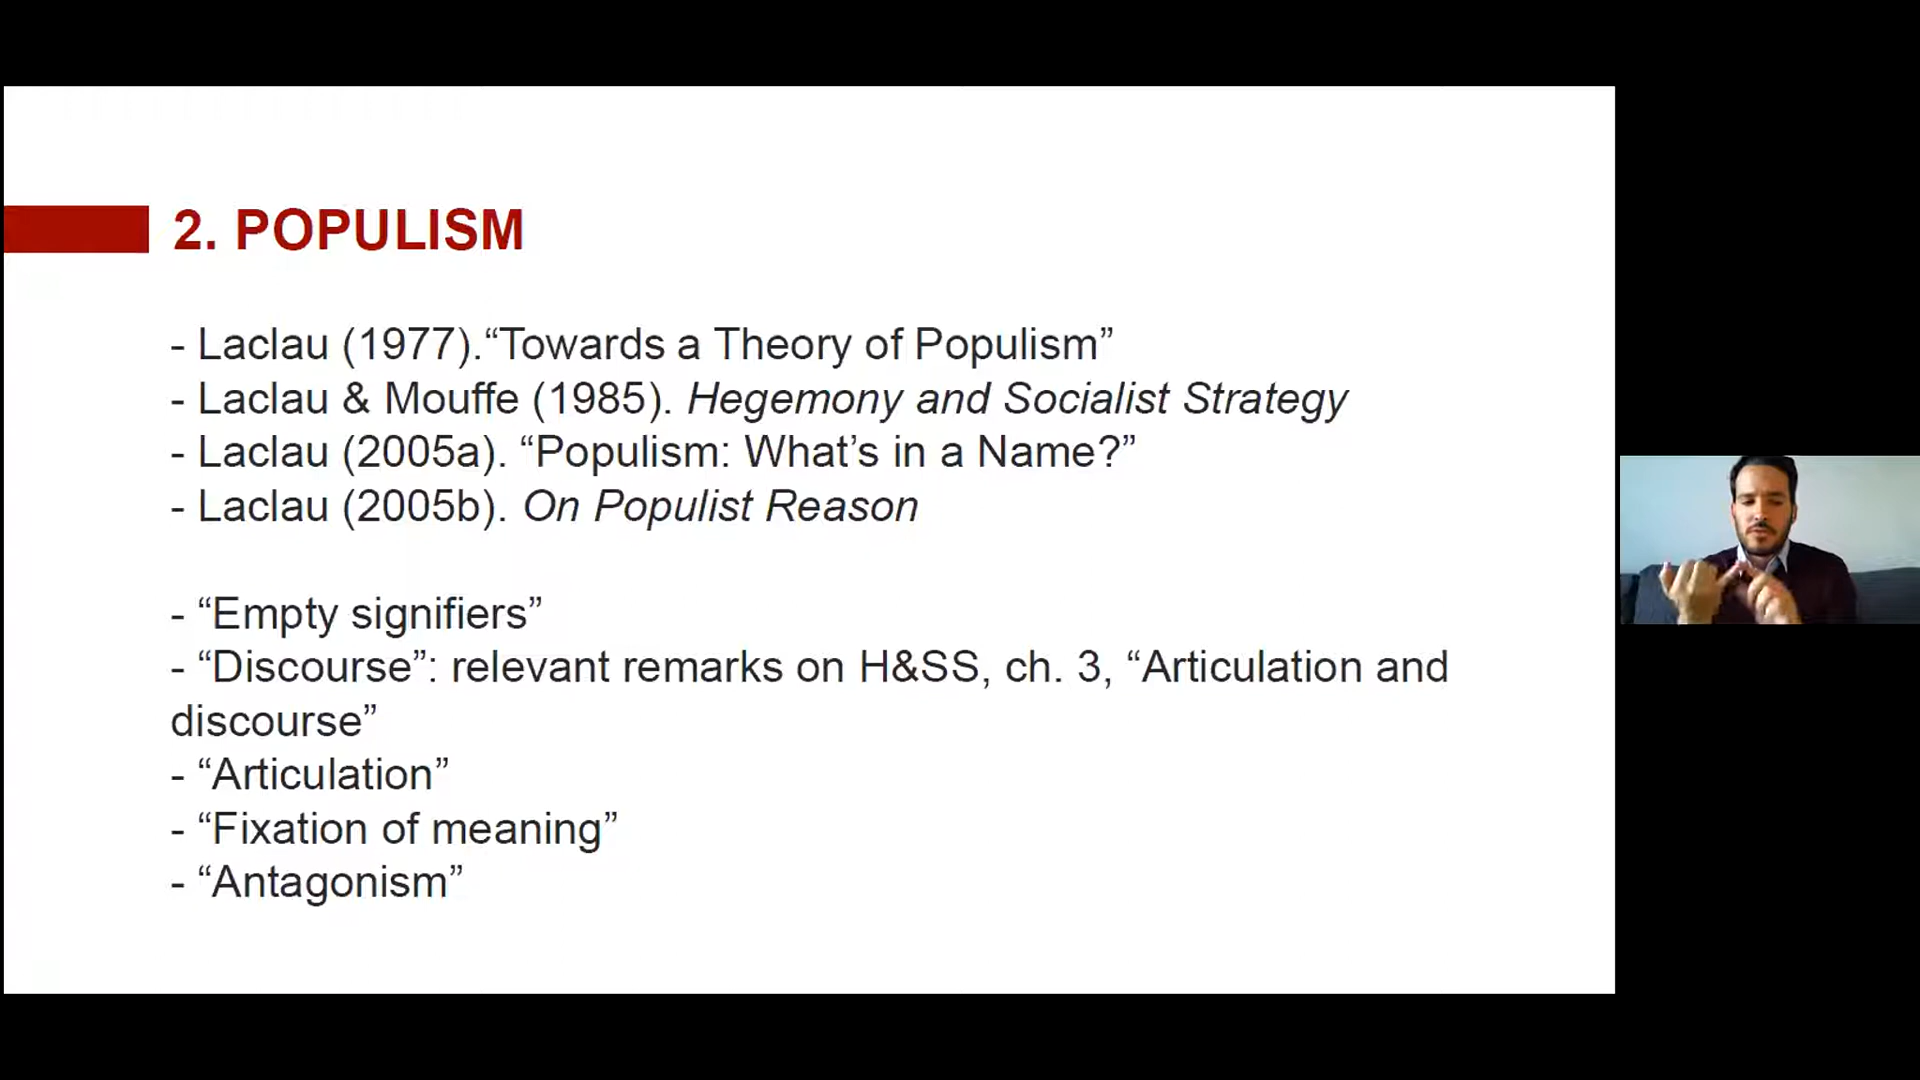 2. POPULISM
- Laclau (1977).“Towards a Theory of Populism”
- Laclau & Mouffe (1985). Hegemony and Socialist Strategy
- Laclau (2005a). “Populism: What’s in a Name?”
- Laclau (2005b). On Populist Reason
- “Empty signifiers”
- “Discourse”: relevant remarks on H&SS, ch. 3, “Articulation and
discourse”
- “Articulation”
- “Fixation of meaning”
- “Antagonism”